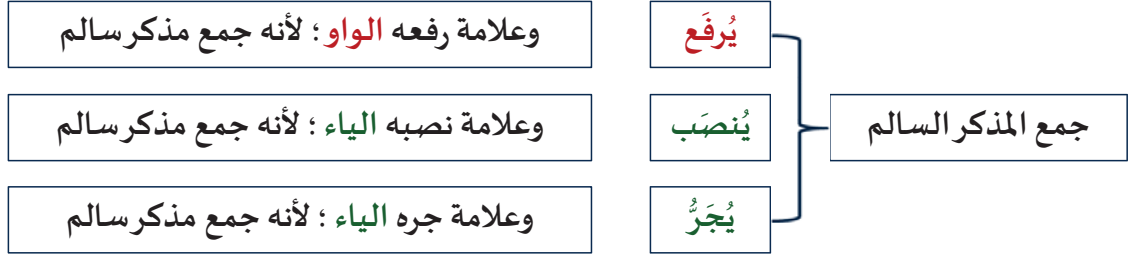 جمع المذكر السالم
يُرفَع
وعلامة رفعه الواو ؛ لأنه جمع مذكر سالم
يُنصَب
وعلامة نصبه الياء ؛ لأنه جمع مذكر سالم
يُجَرُّ
وعلامة جره الياء ؛ لأنه جمع مذكر سالم